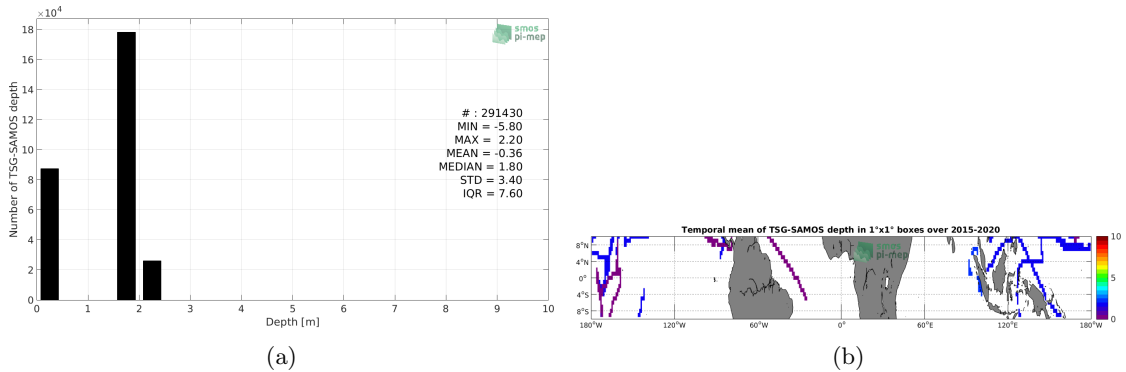 ×10⁴
18
16
14
12
10
8
6
4
2
0
Number of TSG-SAMOS depth
smos
pi-mep
# : 291430
MIN = -5.80
MAX = 2.20
MEAN = -0.36
MEDIAN = 1.80
STD = 3.40
IQR = 7.60
0 1 2 3 4 5 6 7 8 9 10
Depth [m]
(a)
Temporal mean of TSG-SAMOS depth in 1°x1° boxes over 2015-2020
8°N
4°N
0°
4°S
8°S
smos
pi-mep
10
5
0
180°W 120°W 60°W 0° 60°E 120°E 180°W
(b)